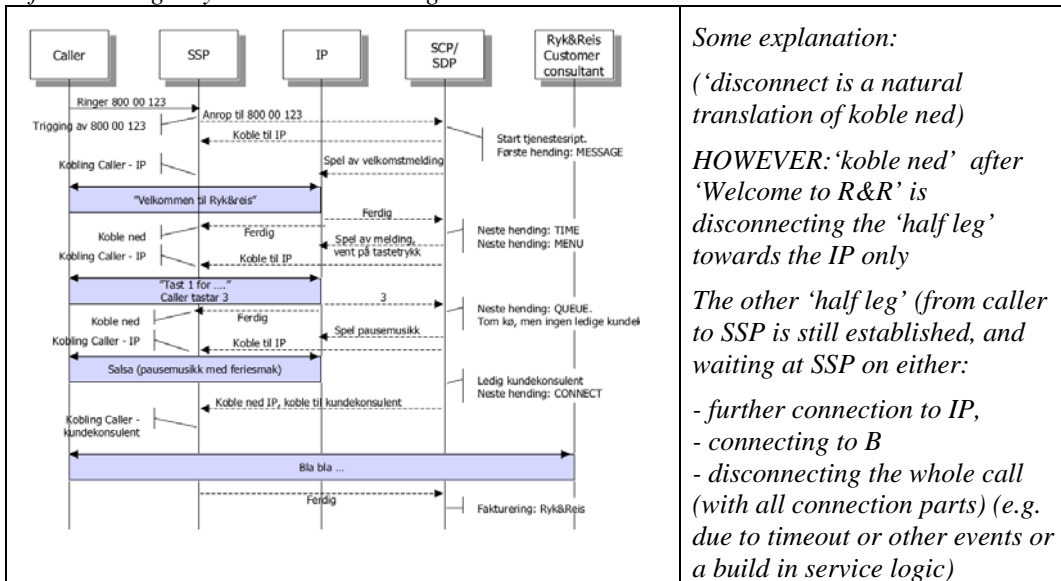 Caller
SSP
IP
SCP/
SDP
Ryk&Reis
Customer
consultant
Ringer 800 00 123
Trigging av 800 00 123
Anrop til 800 00 123
Koble til IP
Start tjenestesript.
Første hending: MESSAGE
Kobling Caller - IP
Spel av velkomstmelding
"Velkommen til Ryk&reis"
Ferdig
Koble ned
Ferdig
Neste hending: TIME
Neste hending: MENU
Spel av melding,
vent på tastetrykk
Kobling Caller - IP
Koble til IP
"Tast 1 for ...."
Caller tastar 3
3
Koble ned
Ferdig
Neste hending: QUEUE.
Tom kø, men ingen ledige kundek
Spel pausemusikk
Kobling Caller - IP
Koble til IP
Salsa (pausemusikk med feriesmak)
Ledig kundekonsulent
Neste hending: CONNECT
Koble ned IP, koble til kundekonsulent
Kobling Caller -
kundekonsulent
Bla bla ...
Ferdig
Fakturering: Ryk&Reis
Some explanation:
('disconnect is a natural
translation of koble ned)
HOWEVER:'koble ned' after
'Welcome to R&R' is
disconnecting the 'half leg'
towards the IP only
The other 'half leg' (from caller
to SSP is still established, and
waiting at SSP on either:
- further connection to IP,
- connecting to B
- disconnecting the whole call
(with all connection parts) (e.g.
due to timeout or other events or
a build in service logic)